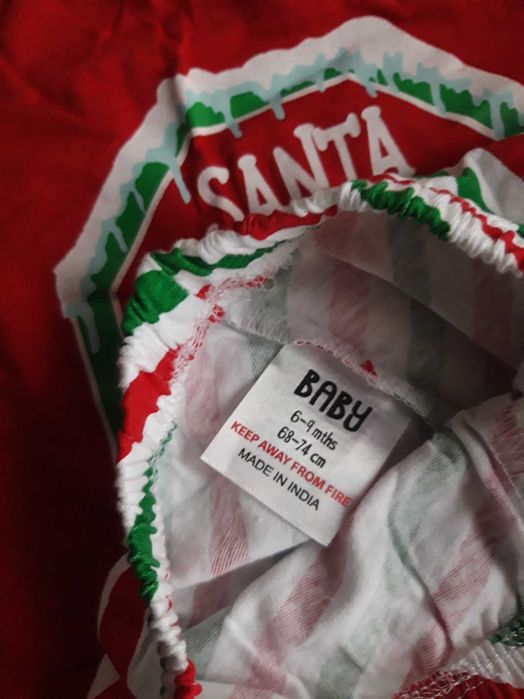 SANTA
BABY
6-9 mths
68-74 cm
KEEP AWAY FROM FIRE
MADE IN INDIA